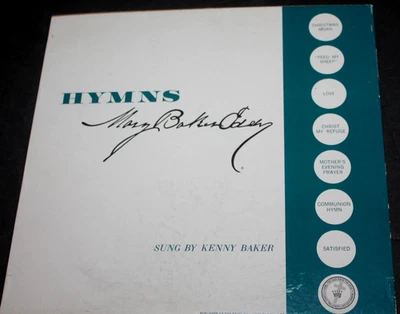 HYMNS
Mary Baker Eddy
SUNG BY KENNY BAKER
CHRISTMAS
MORN
"FEED MY
SHEEP"
LOVE
CHRIST
MY REFUGE
MOTHER'S
EVENING
PRAYER
COMMUNION
HYMN
SATISFIED